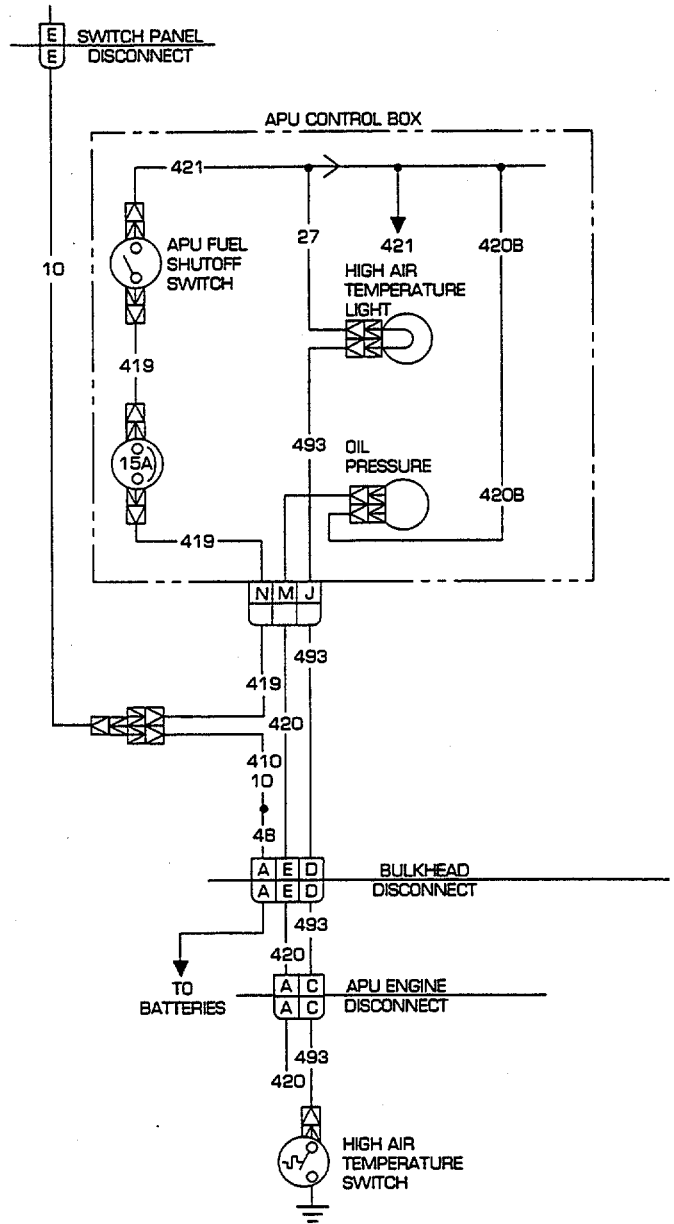 E
E
SWITCH PANEL
DISCONNECT
APU CONTROL BOX
421
10
APU FUEL
SHUTOFF
SWITCH
27
421
420B
HIGH AIR
TEMPERATURE
LIGHT
419
493
OIL
PRESSURE
15A
420B
419
N M J
493
419
420
410
10
48
A E D
A E D
BULKHEAD
DISCONNECT
493
420
TO
BATTERIES
A C
A C
APU ENGINE
DISCONNECT
493
420
HIGH AIR
TEMPERATURE
SWITCH